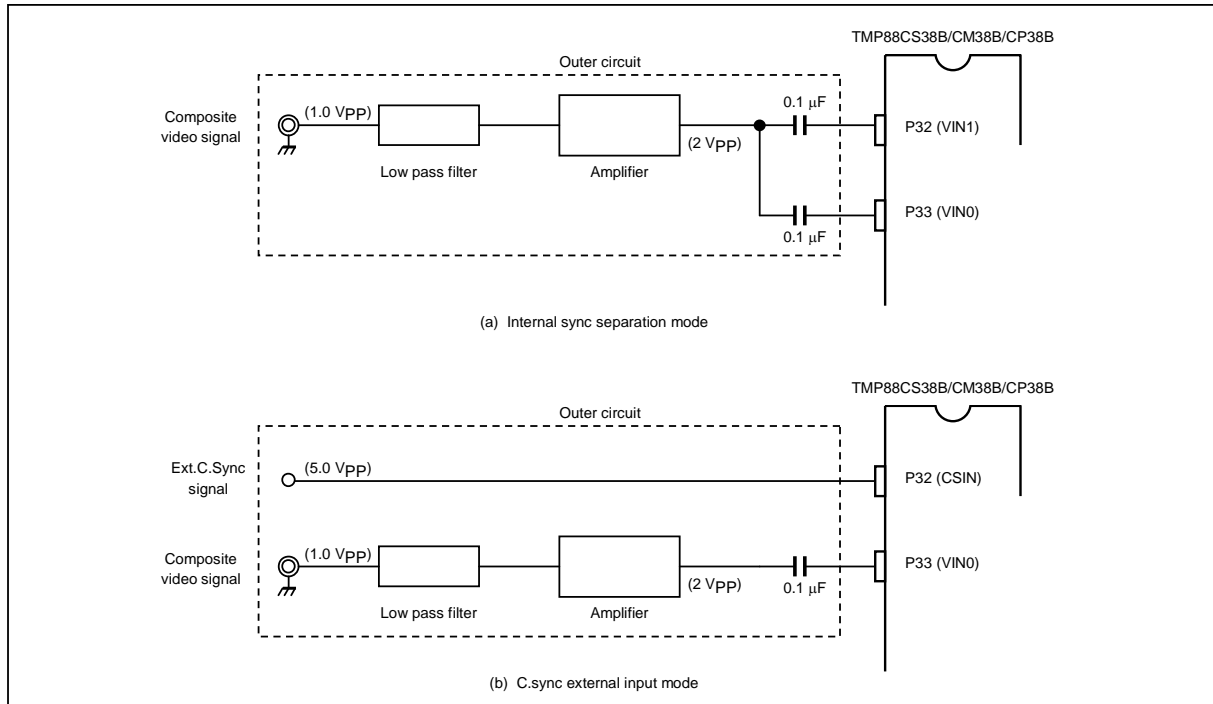 TMP88CS38B/CM38B/CP38B
Outer circuit
Composite
video signal
(1.0 VPP)
Low pass filter
Amplifier
(2 VPP)
0.1 μF
P32 (VIN1)
0.1 μF
P33 (VIN0)
(a) Internal sync separation mode
TMP88CS38B/CM38B/CP38B
Outer circuit
Ext.C.Sync
signal
(5.0 VPP)
P32 (CSIN)
Composite
video signal
(1.0 VPP)
Low pass filter
Amplifier
(2 VPP)
0.1 μF
P33 (VIN0)
(b) C.sync external input mode